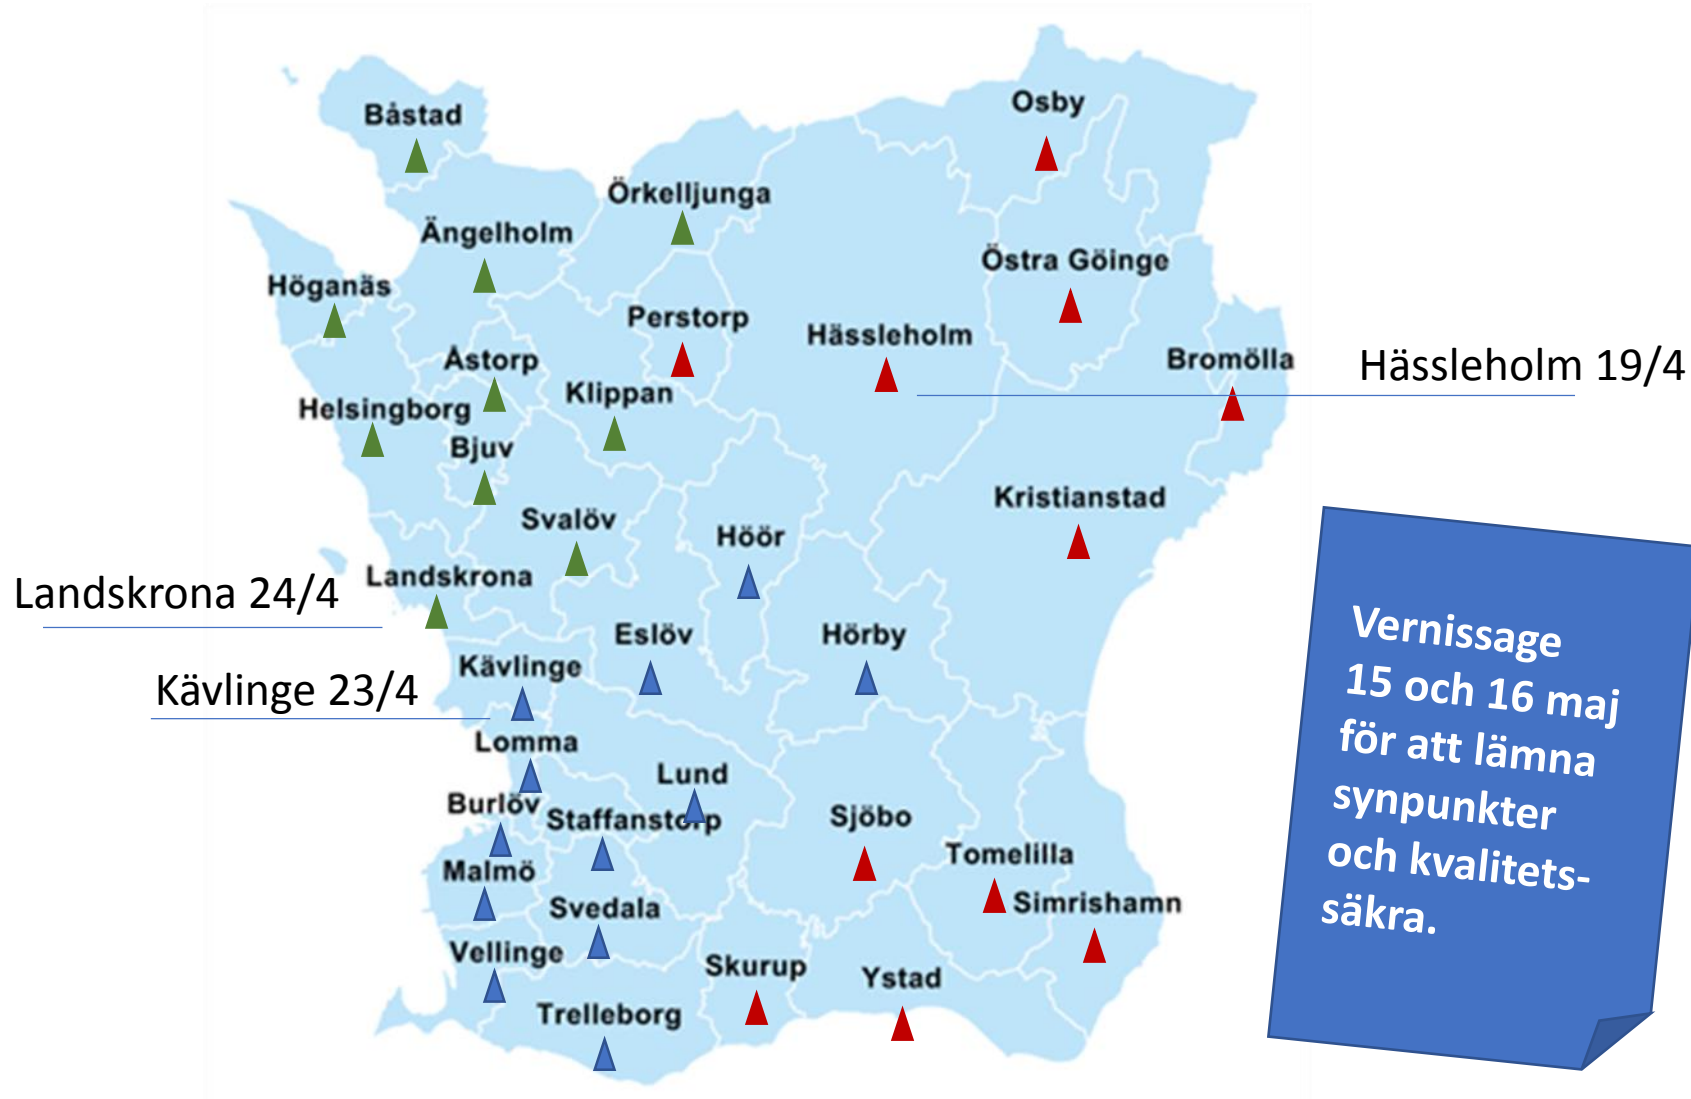 Osby
Båstad
Örkelljunga
Ängelholm
Östra Göinge
Höganäs
Perstorp
Hässleholm
Åstorp
Bromölla
Hässleholm 19/4
Klippan
Helsingborg
Bjuv
Kristianstad
Svalöv
Höör
Landskrona
Landskrona 24/4
Eslöv
Hörby
Kävlinge
Kävlinge 23/4
Lomma
Lund
Burlöv
Staffanstorp
Sjöbo
Tomelilla
Malmö
Simrishamn
Svedala
Vellinge
Skurup
Ystad
Trelleborg
Vernissage
15 och 16 maj
för att lämna
synpunkter
och kvalitets-
säkra.